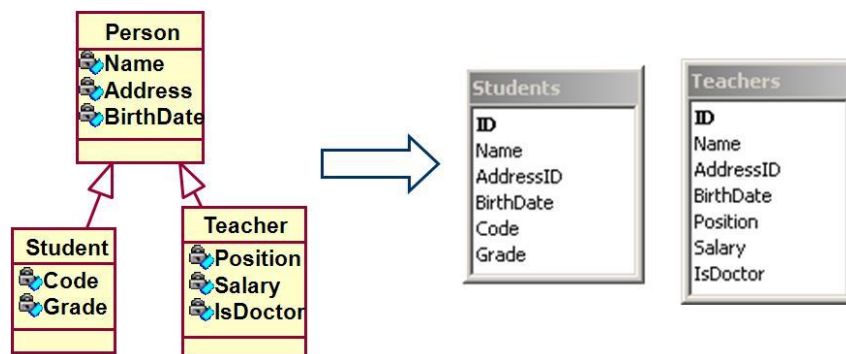 Person
Name
Address
BirthDate
Student
Code
Grade
Teacher
Position
Salary
IsDoctor
Students
ID
Name
AddressID
BirthDate
Code
Grade
Teachers
ID
Name
AddressID
BirthDate
Position
Salary
IsDoctor